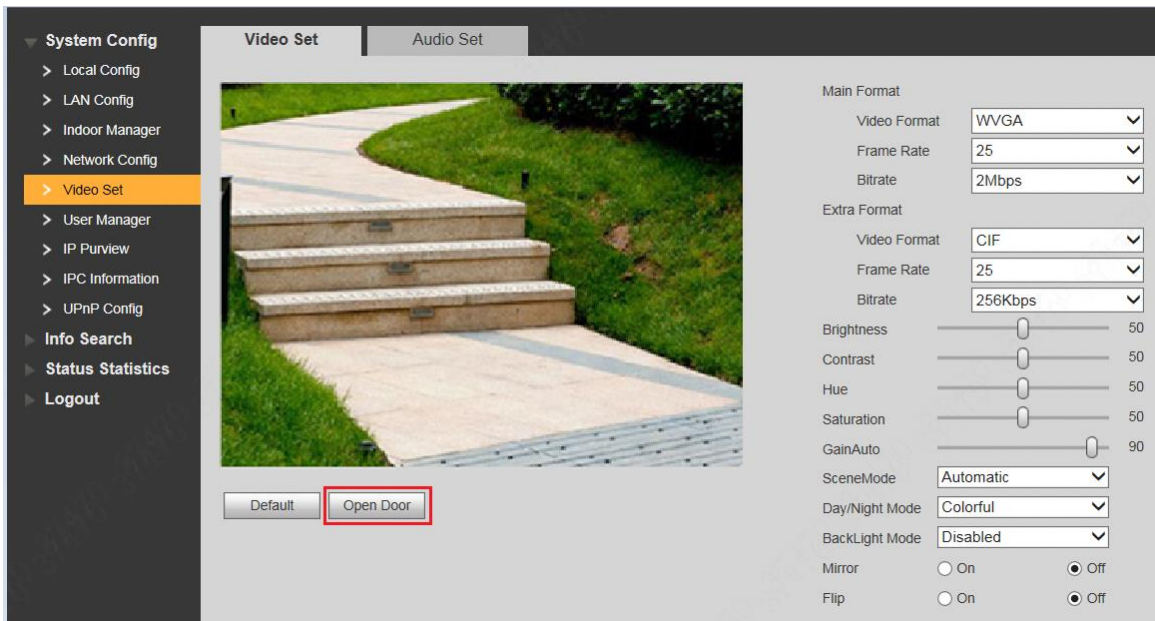 System Config
Local Config
LAN Config
Indoor Manager
Network Config
Video Set
User Manager
IP Purview
IPC Information
UPnP Config
Info Search
Status Statistics
Logout
Video Set Audio Set
Default Open Door
Main Format
Video Format WVGA
Frame Rate 25
Bitrate 2Mbps
Extra Format
Video Format CIF
Frame Rate 25
Bitrate 256Kbps
Brightness 50
Contrast 50
Hue 50
Saturation 50
GainAuto 90
SceneMode Automatic
Day/Night Mode Colorful
BackLight Mode Disabled
Mirror On Off
Flip On Off